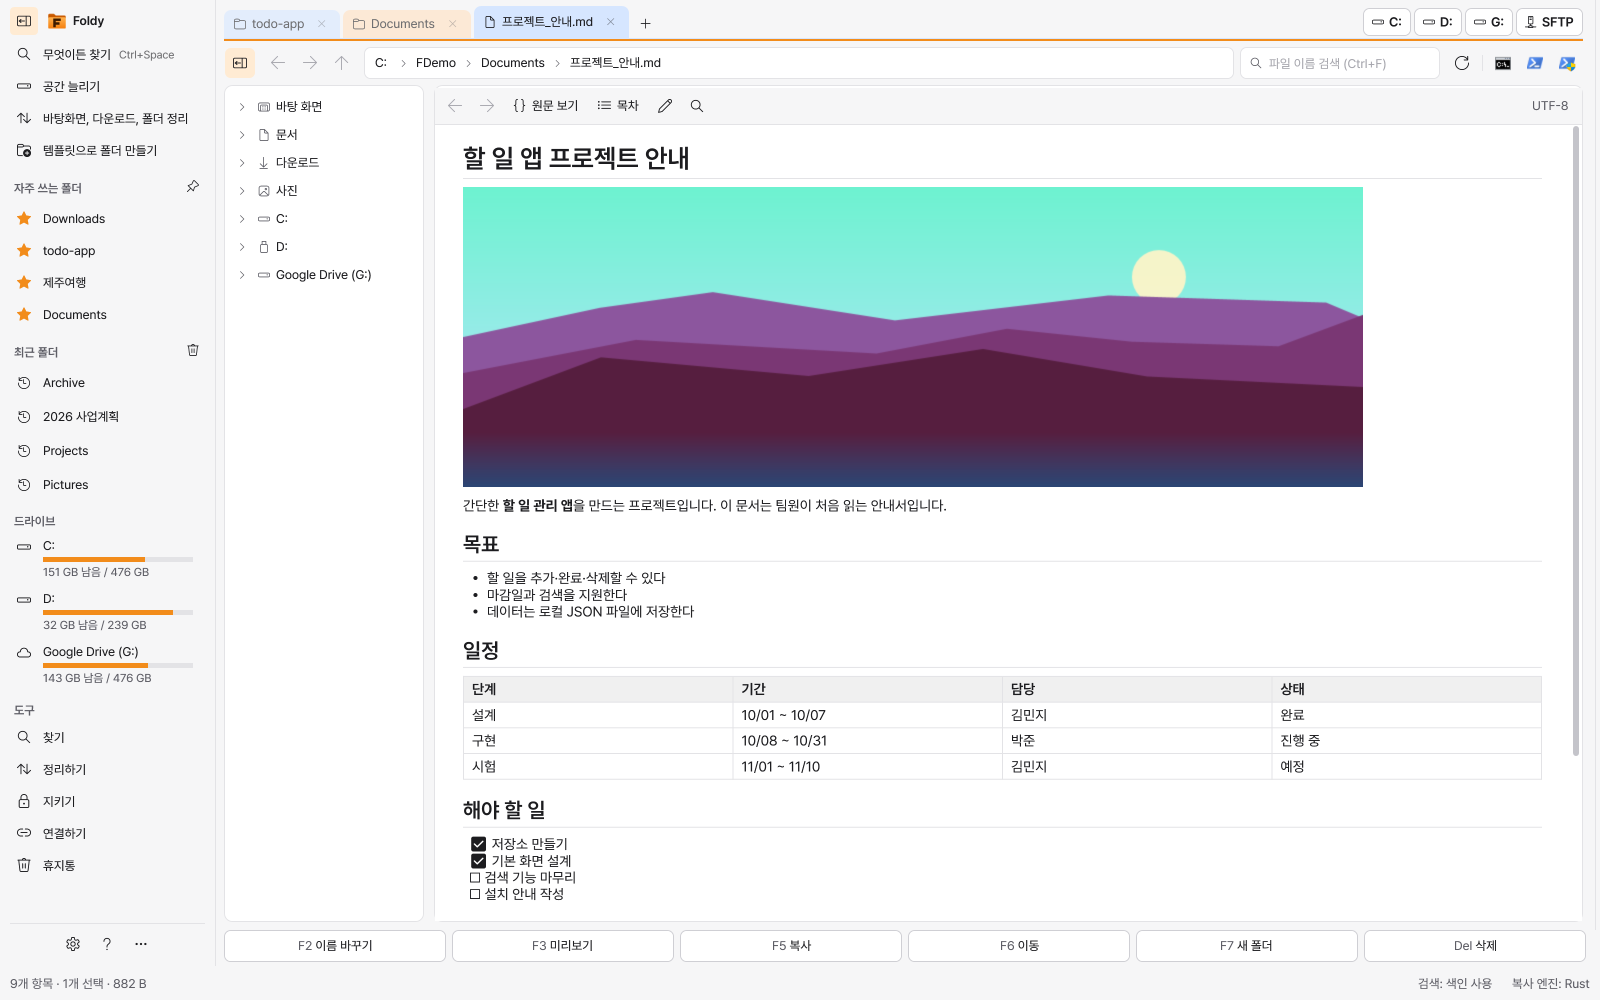 Foldy
무엇이든 찾기 Ctrl+Space
공간 늘리기
바탕화면, 다운로드, 폴더 정리
템플릿으로 폴더 만들기
자주 쓰는 폴더
Downloads
todo-app
제주여행
Documents
최근 폴더
Archive
2026 사업계획
Projects
Pictures
드라이브
C:
151 GB 남음 / 476 GB
D:
32 GB 남음 / 239 GB
Google Drive (G:)
143 GB 남음 / 476 GB
도구
찾기
정리하기
지키기
연결하기
휴지통
?
9개 항목 · 1개 선택 · 882 B
todo-app
Documents
프로젝트_안내.md
C:
D:
G:
SFTP
C: > FDemo > Documents > 프로젝트_안내.md
파일 이름 검색 (Ctrl+F)
바탕 화면
문서
다운로드
사진
C:
D:
Google Drive (G:)
{} 원문 보기
목차
UTF-8
할 일 앱 프로젝트 안내
간단한 할 일 관리 앱을 만드는 프로젝트입니다. 이 문서는 팀원이 처음 읽는 안내서입니다.
목표
• 할 일을 추가·완료·삭제할 수 있다
• 마감일과 검색을 지원한다
• 데이터는 로컬 JSON 파일에 저장한다
일정
단계 기간 담당 상태
설계 10/01 ~ 10/07 김민지 완료
구현 10/08 ~ 10/31 박준 진행 중
시험 11/01 ~ 11/10 김민지 예정
해야 할 일
저장소 만들기
기본 화면 설계
검색 기능 마무리
설치 안내 작성
F2 이름 바꾸기
F3 미리보기
F5 복사
F6 이동
F7 새 폴더
Del 삭제
검색: 색인 사용
복사 엔진: Rust